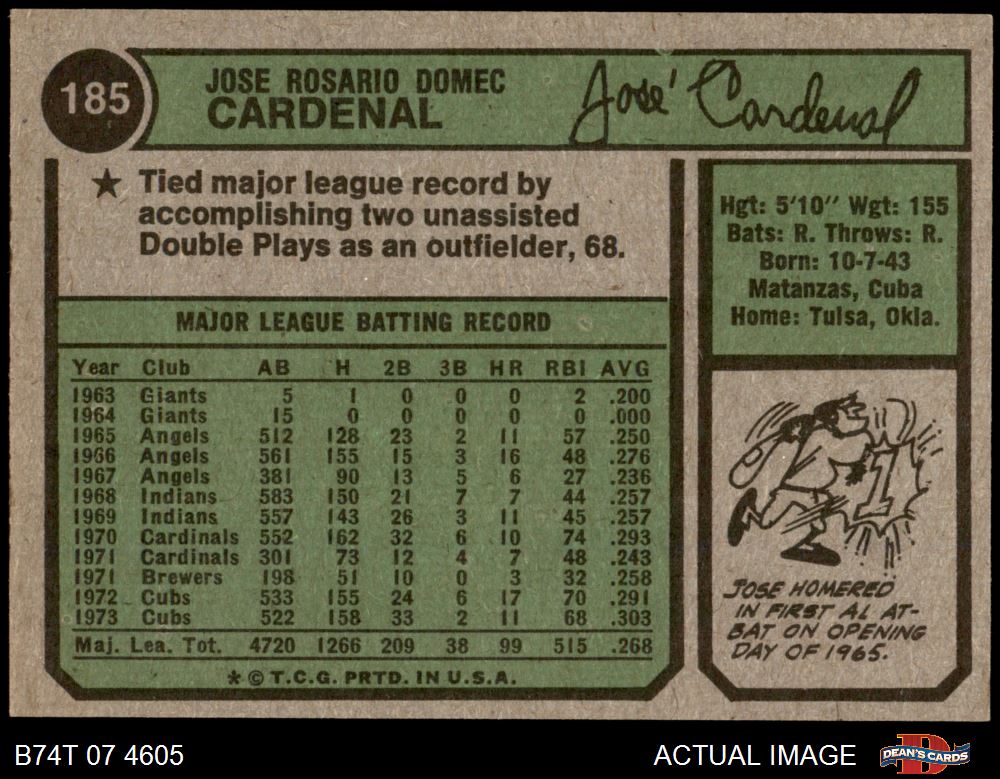 185
JOSE ROSARIO DOMEC
CARDENAL
José Cardenal
★ Tied major league record by
accomplishing two unassisted
Double Plays as an outfielder, 68.
Hgt: 5'10" Wgt: 155
Bats: R. Throws: R.
Born: 10-7-43
Matanzas, Cuba
Home: Tulsa, Okla.
MAJOR LEAGUE BATTING RECORD
Year Club AB H 2B 3B HR RBI AVG
1963 Giants 5 1 0 0 0 2 .200
1964 Giants 15 0 0 0 0 0 .000
1965 Angels 512 128 23 2 11 57 .250
1966 Angels 561 155 15 3 16 48 .276
1967 Angels 381 90 13 5 6 27 .236
1968 Indians 583 150 21 7 7 44 .257
1969 Indians 557 143 26 3 11 45 .257
1970 Cardinals 552 162 32 6 10 74 .293
1971 Cardinals 301 73 12 4 7 48 .243
1971 Brewers 198 51 10 0 3 32 .258
1972 Cubs 533 155 24 6 17 70 .291
1973 Cubs 522 158 33 2 11 68 .303
Maj. Lea. Tot. 4720 1266 209 38 99 515 .268
* © T.C.G. PRTD. IN U.S.A.
1
JOSE HOMERED
IN FIRST AL AT-
BAT ON OPENING
DAY OF 1965.
B74T 07 4605
ACTUAL IMAGE
DEAN'S CARDS